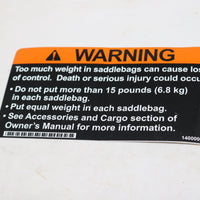 WARNING
Too much weight in saddlebags can cause los
of control. Death or serious injury could occu
• Do not put more than 15 pounds (6.8 kg)
in each saddlebag.
• Put equal weight in each saddlebag.
• See Accessories and Cargo section of
Owner's Manual for more information.